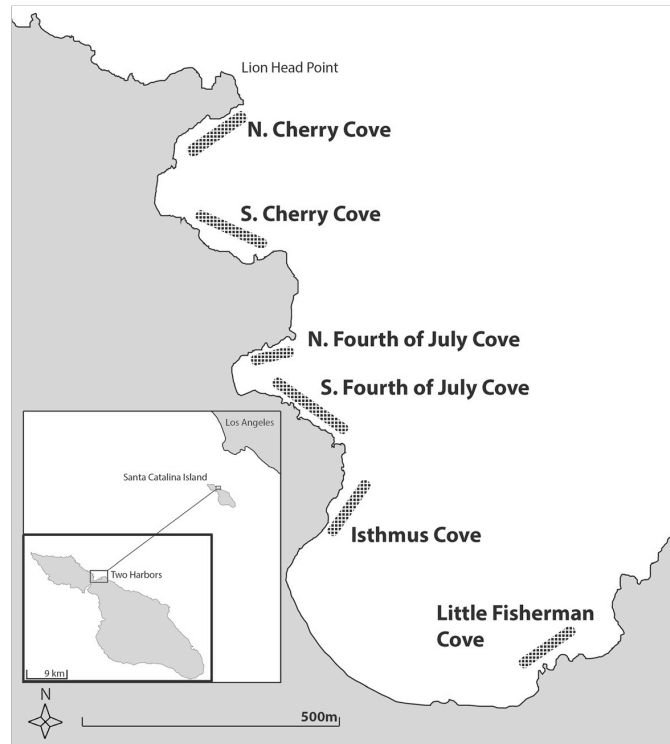 Lion Head Point
N. Cherry Cove
S. Cherry Cove
N. Fourth of July Cove
S. Fourth of July Cove
Los Angeles
Santa Catalina Island
Isthmus Cove
Two Harbors
Little Fisherman
Cove
9 km
N
500m